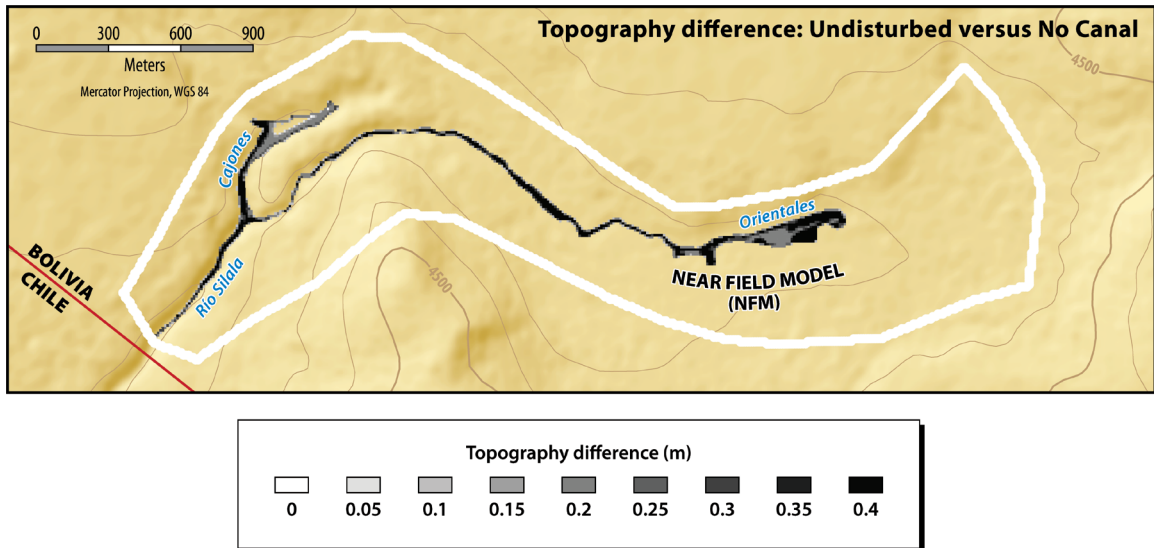 Topography difference: Undisturbed versus No Canal
0 300 600 900
Meters
Mercator Projection, WGS 84
4500
Cajones
Orientales
BOLIVIA
CHILE
Río Silala
4500
NEAR FIELD MODEL
(NFM)
Topography difference (m)
0 0.05 0.1 0.15 0.2 0.25 0.3 0.35 0.4